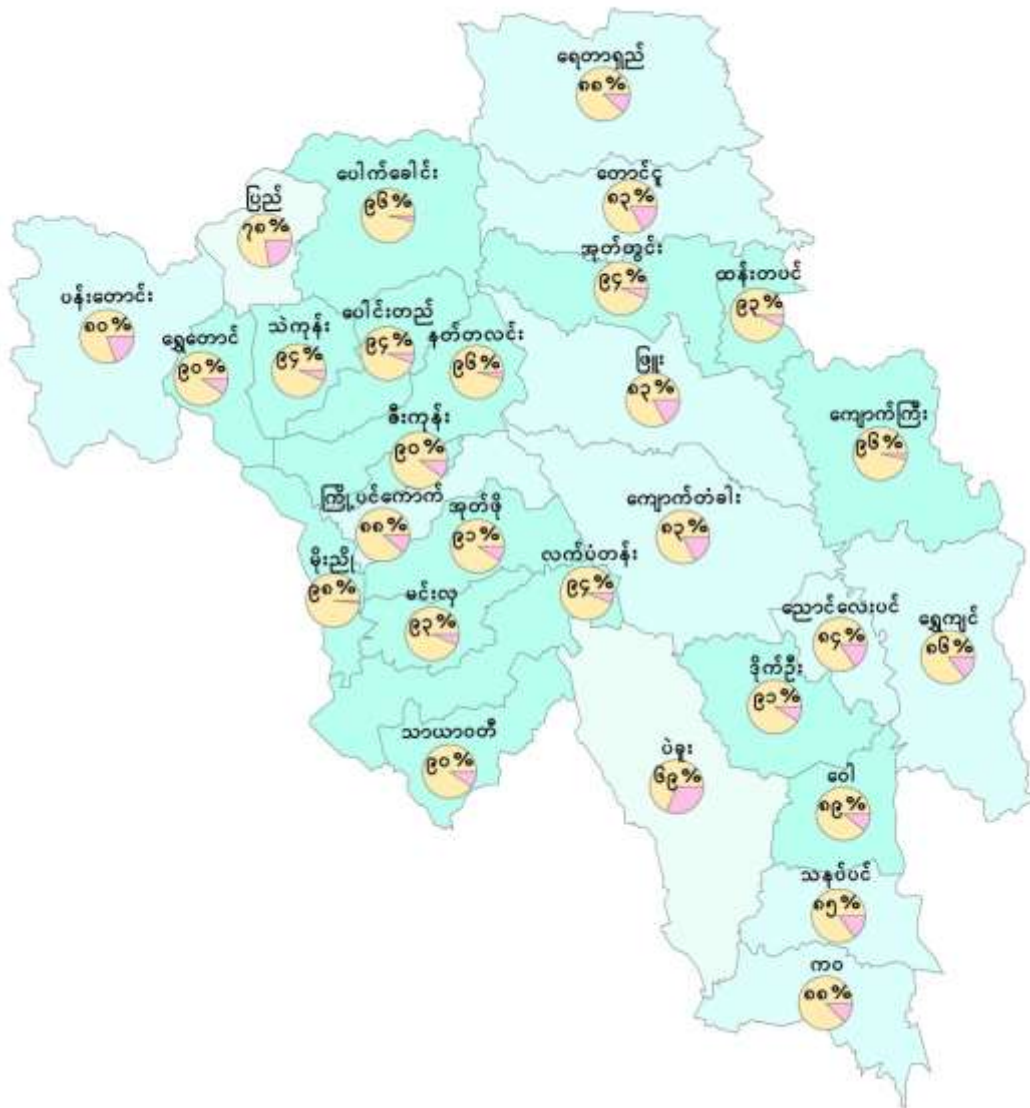 ရေတာရှည်
၈၈%
တောင်ငူ
၈၃%
ပေါက်ခေါင်း
၉၆%
ပြည်
၇၈%
အုတ်တွင်း
၉၄%
ထန်းတပင်
၉၃%
ပန်းတောင်း
၈၀%
ရွှေတောင်
၉၀%
သဲကုန်း
၉၄%
ပေါင်းတည်
၉၄%
နတ်တလင်း
၉၆%
ဖြူး
၈၃%
ကျောက်ကြီး
၉၆%
ဇီးကုန်း
၉၀%
ကြို့ပင်ကောက်
၈၈%
အုတ်ဖို
၉၁%
ကျောက်တံခါး
၈၃%
လက်ပံတန်း
၉၄%
မိုးညို
၉၈%
မင်းလှ
၉၃%
ညောင်လေးပင်
၈၄%
ရွှေကျင်
၈၆%
ဒိုက်ဦး
၉၁%
သာယာဝတီ
၉၀%
ပဲခူး
၆၉%
ဝေါ
၈၉%
သနပ်ပင်
၈၅%
ကဝ
၈၈%